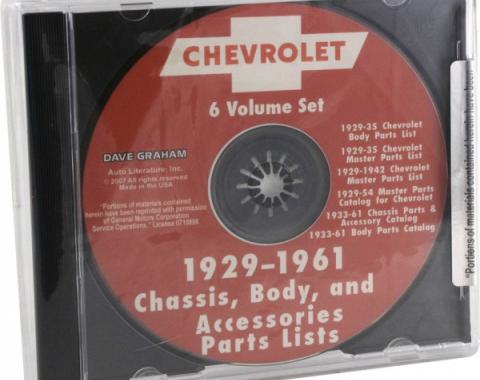 CHEVROLET
6 Volume Set
DAVE GRAHAM
Auto Literature, Inc.
© 2007 All rights reserved
Made in the USA
"Portions of materials contained
herein have been reprinted with permission
of General Motors Corporation
Service Operations." License 0710898
1929-35 Chevrolet
Body Parts List
1929-35 Chevrolet
Master Parts List
1929-1942 Chevrolet
Master Parts List
1929-54 Master Parts
Catalog for Chevrolet
1933-61 Chassis Parts &
Accessory Catalog
1933-61 Body Parts Catalog
1929-1961
Chassis, Body, and
Accessories
Parts Lists
"Portions of materials contained herein have been